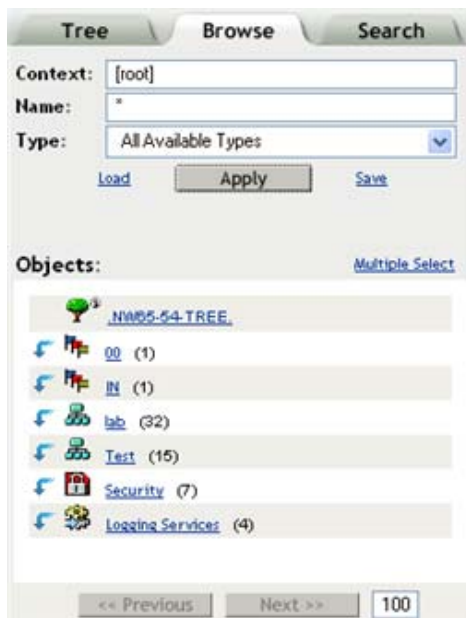 Tree Browse Search
Context: [root]
Name: *
Type: All Available Types
Load Apply Save
Objects: Multiple Select
.NW65-54-TREE.
00 (1)
IN (1)
lab (32)
Test (15)
Security (7)
Logging Services (4)
<< Previous Next >> 100